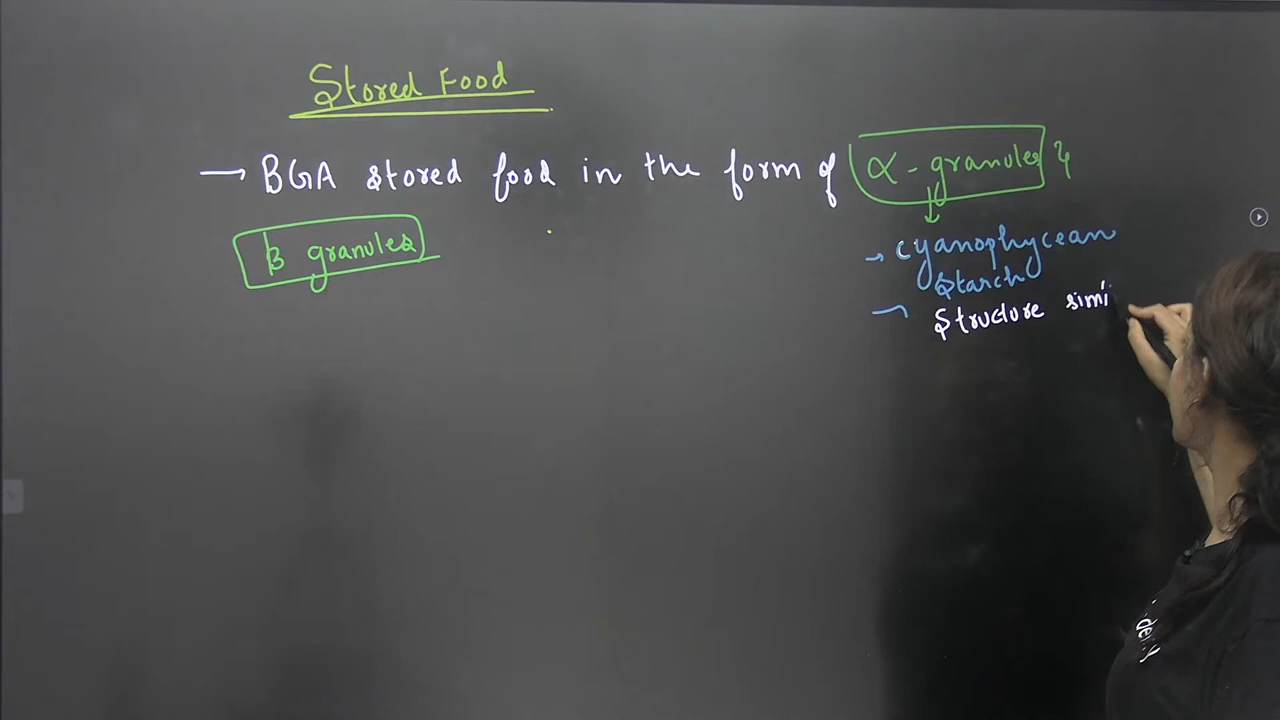 Stored Food
→ BGA stored food in the form of α-granules &
β granules
→ Cyanophycean
Starch
→ Structure simi